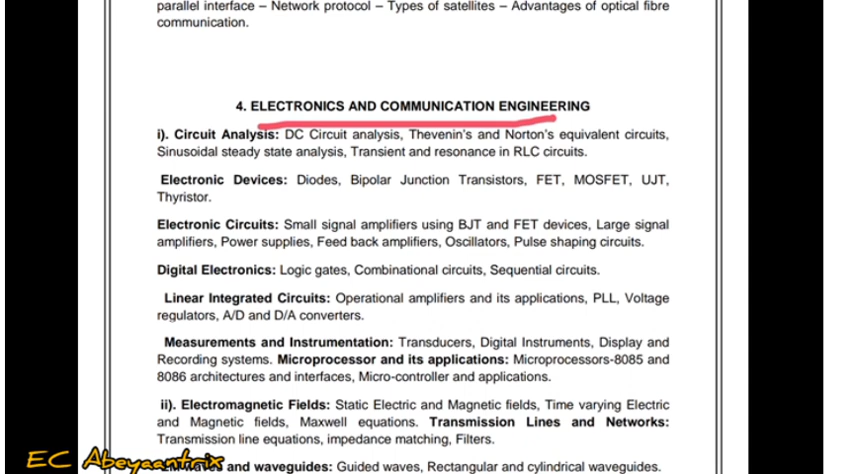 parallel interface – Network protocol – Types of satellites – Advantages of optical fibre
communication.
4. ELECTRONICS AND COMMUNICATION ENGINEERING
i). Circuit Analysis: DC Circuit analysis, Thevenin's and Norton's equivalent circuits,
Sinusoidal steady state analysis, Transient and resonance in RLC circuits.
Electronic Devices: Diodes, Bipolar Junction Transistors, FET, MOSFET, UJT,
Thyristor.
Electronic Circuits: Small signal amplifiers using BJT and FET devices, Large signal
amplifiers, Power supplies, Feed back amplifiers, Oscillators, Pulse shaping circuits.
Digital Electronics: Logic gates, Combinational circuits, Sequential circuits.
Linear Integrated Circuits: Operational amplifiers and its applications, PLL, Voltage
regulators, A/D and D/A converters.
Measurements and Instrumentation: Transducers, Digital Instruments, Display and
Recording systems. Microprocessor and its applications: Microprocessors-8085 and
8086 architectures and interfaces, Micro-controller and applications.
ii). Electromagnetic Fields: Static Electric and Magnetic fields, Time varying Electric
and Magnetic fields, Maxwell equations. Transmission Lines and Networks:
Transmission line equations, impedance matching, Filters.
and waveguides: Guided waves, Rectangular and cylindrical waveguides.
EC Abeyaantrix